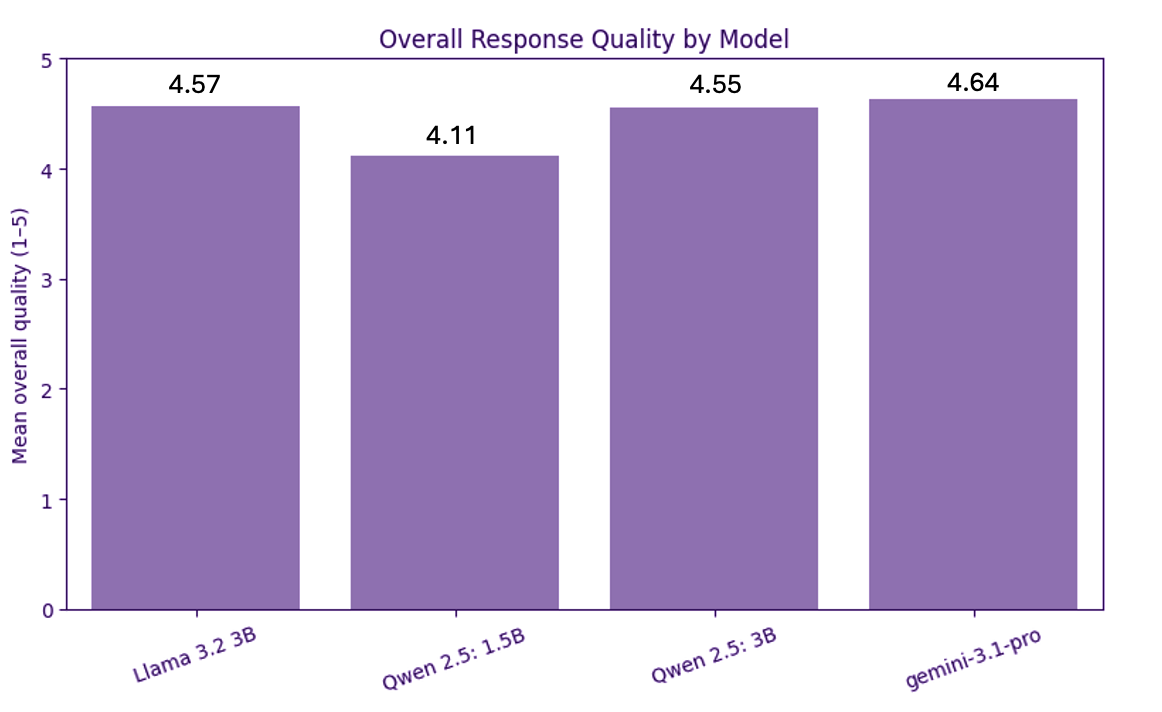 Overall Response Quality by Model
5
4.57
4.11
4.55
4.64
4
3
2
1
0
Mean overall quality (1–5)
Llama 3.2 3B
Qwen 2.5: 1.5B
Qwen 2.5: 3B
gemini-3.1-pro